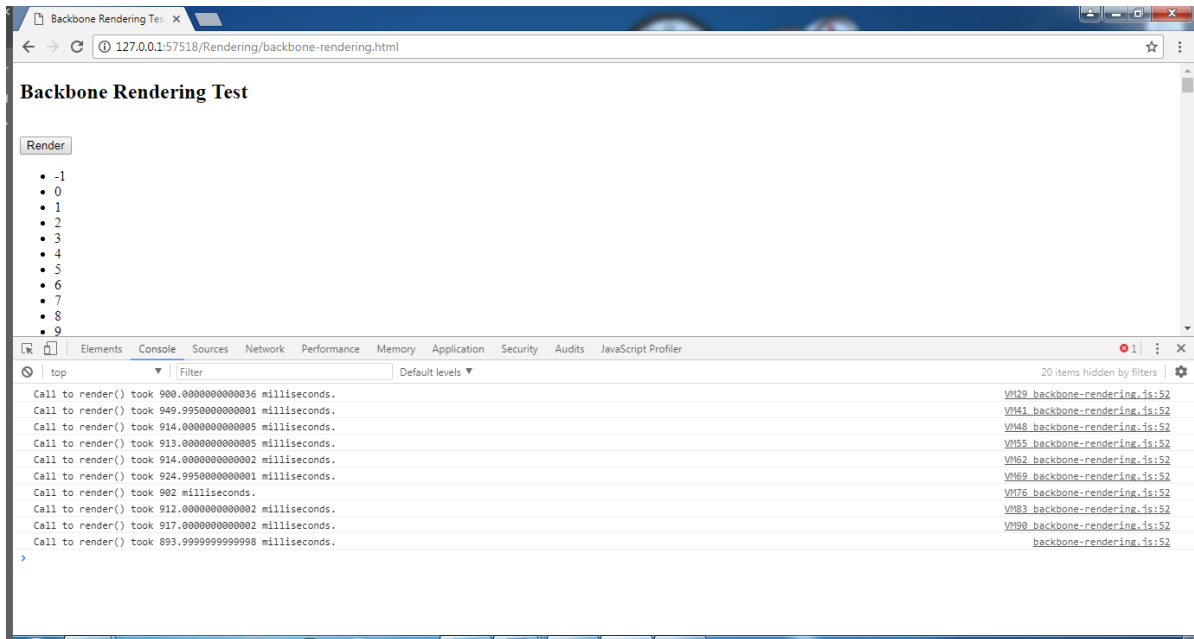 Backbone Rendering Tes
127.0.0.1:57518/Rendering/backbone-rendering.html
Backbone Rendering Test
Render
-1
0
1
2
3
4
5
6
7
8
9
Elements Console Sources Network Performance Memory Application Security Audits JavaScript Profiler 1
top Filter Default levels 20 items hidden by filters
Call to render() took 900.0000000000036 milliseconds. VM29 backbone-rendering.js:52
Call to render() took 949.9950000000001 milliseconds. VM41 backbone-rendering.js:52
Call to render() took 914.0000000000005 milliseconds. VM48 backbone-rendering.js:52
Call to render() took 913.0000000000005 milliseconds. VM55 backbone-rendering.js:52
Call to render() took 914.0000000000002 milliseconds. VM62 backbone-rendering.js:52
Call to render() took 924.9950000000001 milliseconds. VM69 backbone-rendering.js:52
Call to render() took 902 milliseconds. VM76 backbone-rendering.js:52
Call to render() took 912.0000000000002 milliseconds. VM83 backbone-rendering.js:52
Call to render() took 917.0000000000002 milliseconds. VM90 backbone-rendering.js:52
Call to render() took 893.9999999999998 milliseconds. backbone-rendering.js:52